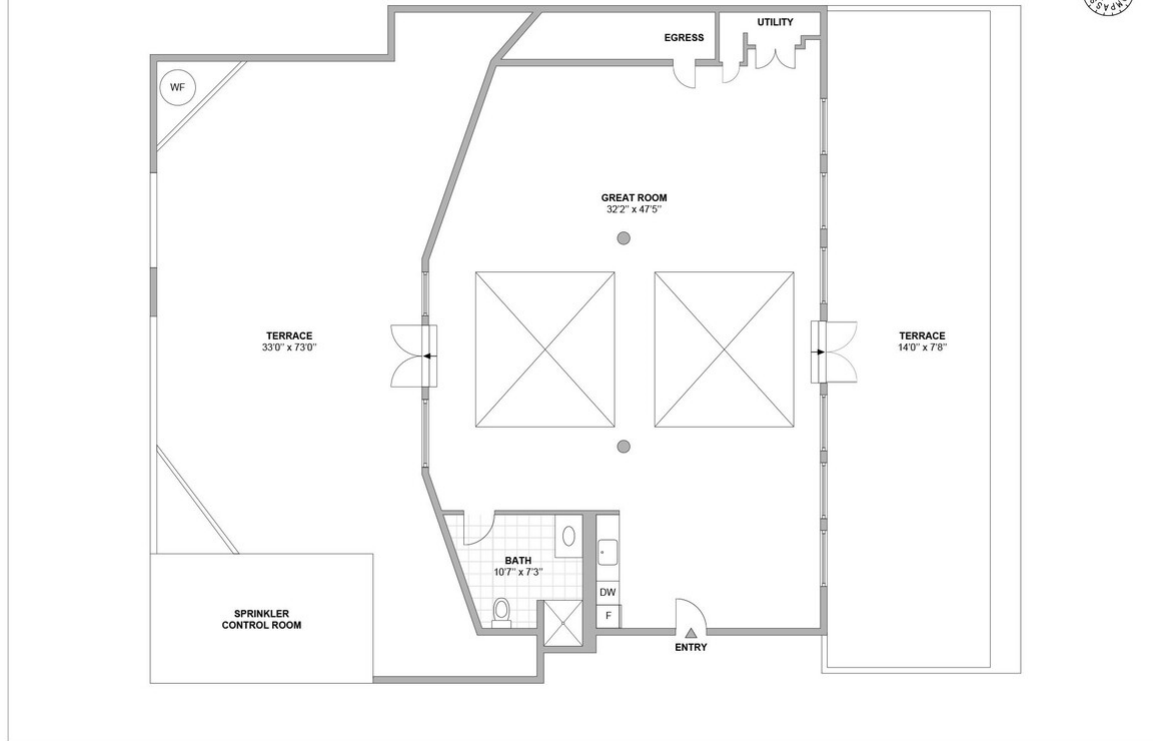 COMPASS
UTILITY
EGRESS
WF
GREAT ROOM
32'2" x 47'5"
TERRACE
33'0" x 73'0"
TERRACE
14'0" x 7'8"
BATH
10'7" x 7'3"
DW
F
SPRINKLER
CONTROL ROOM
ENTRY